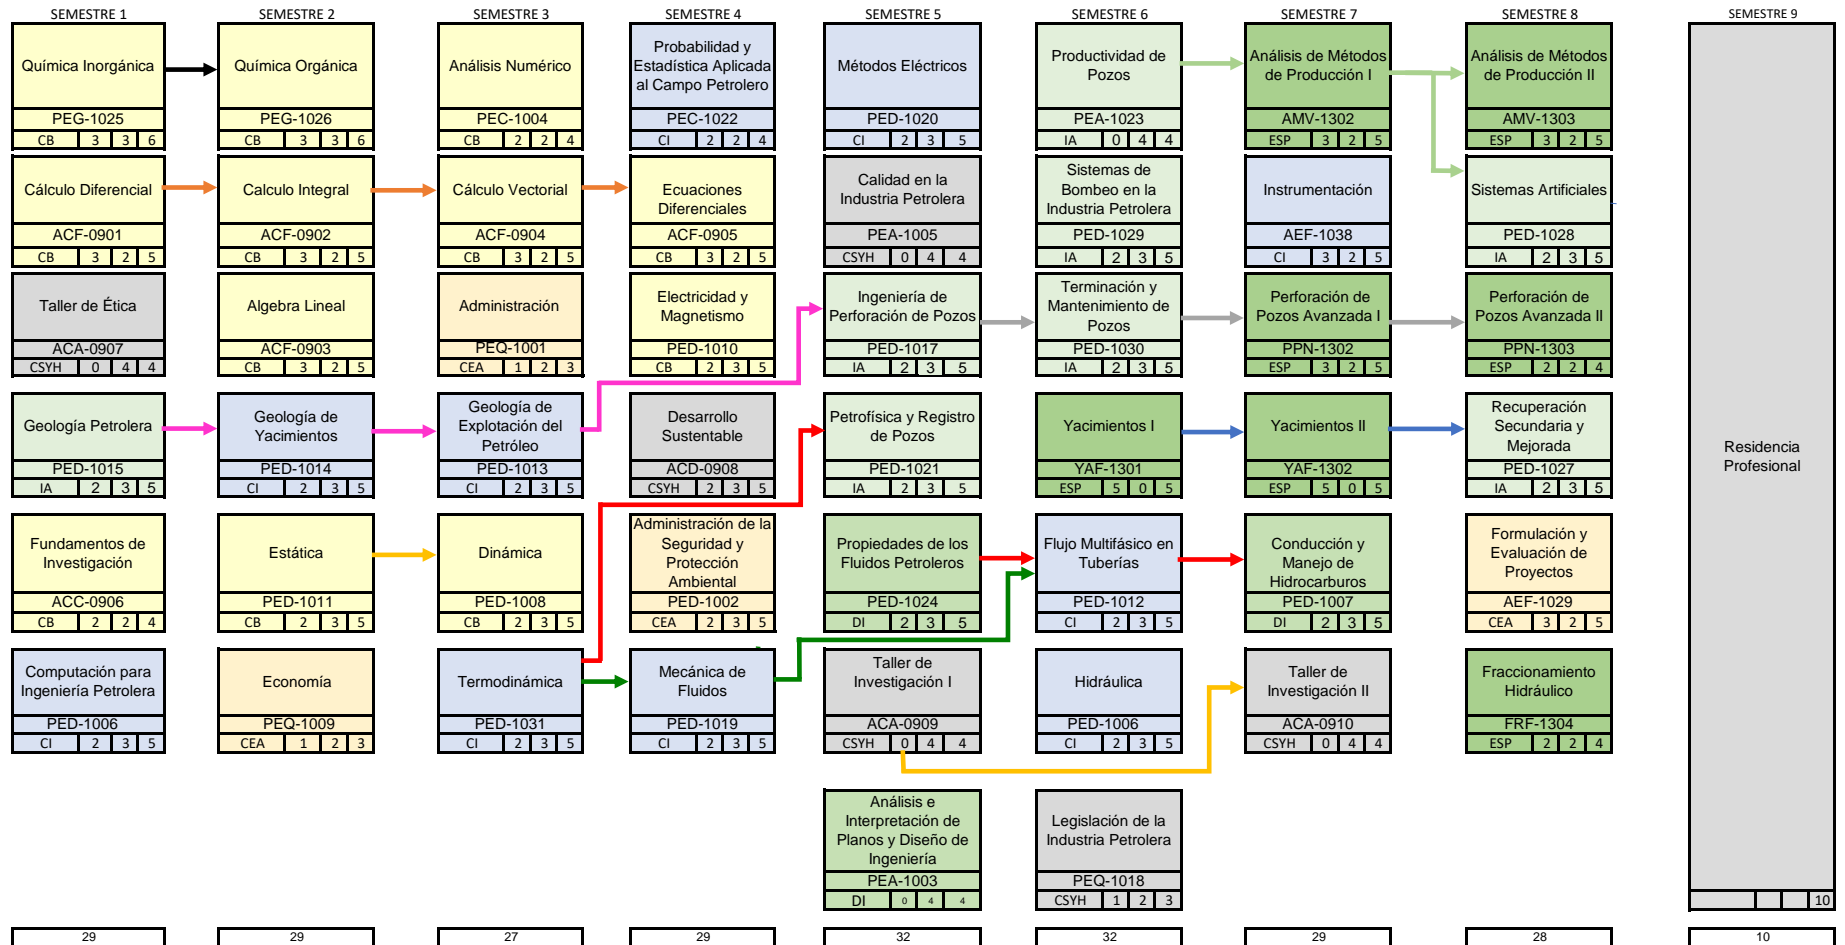 SEMESTRE 1
Química Inorgánica
PEG-1025
CB 3 3 6
Cálculo Diferencial
ACF-0901
CB 3 2 5
Taller de Ética
ACA-0907
CSYH 0 4 4
Geología Petrolera
PED-1015
IA 2 3 5
Fundamentos de
Investigación
ACC-0906
CB 2 2 4
Computación para
Ingeniería Petrolera
PED-1006
CI 2 3 5
29
SEMESTRE 2
Química Orgánica
PEG-1026
CB 3 3 6
Calculo Integral
ACF-0902
CB 3 2 5
Algebra Lineal
ACF-0903
CB 3 2 5
Geología de
Yacimientos
PED-1014
CI 2 3 5
Estática
PED-1011
CB 2 3 5
Economía
PEQ-1009
CEA 1 2 3
29
SEMESTRE 3
Análisis Numérico
PEC-1004
CB 2 2 4
Cálculo Vectorial
ACF-0904
CB 3 2 5
Administración
PEQ-1001
CEA 1 2 3
Geología de
Explotación del
Petróleo
PED-1013
CI 2 3 5
Dinámica
PED-1008
CB 2 3 5
Termodinámica
PED-1031
CI 2 3 5
27
SEMESTRE 4
Probabilidad y
Estadística Aplicada
al Campo Petrolero
PEC-1022
CI 2 2 4
Ecuaciones
Diferenciales
ACF-0905
CB 3 2 5
Electricidad y
Magnetismo
PED-1010
CB 2 3 5
Desarrollo
Sustentable
ACD-0908
CSYH 2 3 5
Administración de la
Seguridad y
Protección
Ambiental
PED-1002
CEA 2 3 5
Mecánica de
Fluidos
PED-1019
CI 2 3 5
29
SEMESTRE 5
Métodos Eléctricos
PED-1020
CI 2 3 5
Calidad en la
Industria Petrolera
PEA-1005
CSYH 0 4 4
Ingeniería de
Perforación de Pozos
PED-1017
IA 2 3 5
Petrofísica y Registro
de Pozos
PED-1021
IA 2 3 5
Propiedades de los
Fluidos Petroleros
PED-1024
DI 2 3 5
Taller de
Investigación I
ACA-0909
CSYH 0 4 4
Análisis e
Interpretación de
Planos y Diseño de
Ingeniería
PEA-1003
DI 0 4 4
32
SEMESTRE 6
Productividad de
Pozos
PEA-1023
IA 0 4 4
Sistemas de
Bombeo en la
Industria Petrolera
PED-1029
IA 2 3 5
Terminación y
Mantenimiento de
Pozos
PED-1030
IA 2 3 5
Yacimientos I
YAF-1301
ESP 5 0 5
Flujo Multifásico en
Tuberías
PED-1012
CI 2 3 5
Hidráulica
PED-1006
CI 2 3 5
Legislación de la
Industria Petrolera
PEQ-1018
CSYH 1 2 3
32
SEMESTRE 7
Análisis de Métodos
de Producción I
AMV-1302
ESP 3 2 5
Instrumentación
AEF-1038
CI 3 2 5
Perforación de
Pozos Avanzada I
PPN-1302
ESP 3 2 5
Yacimientos II
YAF-1302
ESP 5 0 5
Conducción y
Manejo de
Hidrocarburos
PED-1007
DI 2 3 5
Taller de
Investigación II
ACA-0910
CSYH 0 4 4
29
SEMESTRE 8
Análisis de Métodos
de Producción II
AMV-1303
ESP 3 2 5
Sistemas Artificiales
PED-1028
IA 2 3 5
Perforación de
Pozos Avanzada II
PPN-1303
ESP 2 2 4
Recuperación
Secundaria y
Mejorada
PED-1027
IA 2 3 5
Formulación y
Evaluación de
Proyectos
AEF-1029
CEA 3 2 5
Fraccionamiento
Hidráulico
FRF-1304
ESP 2 2 4
28
SEMESTRE 9
Residencia
Profesional
10
10